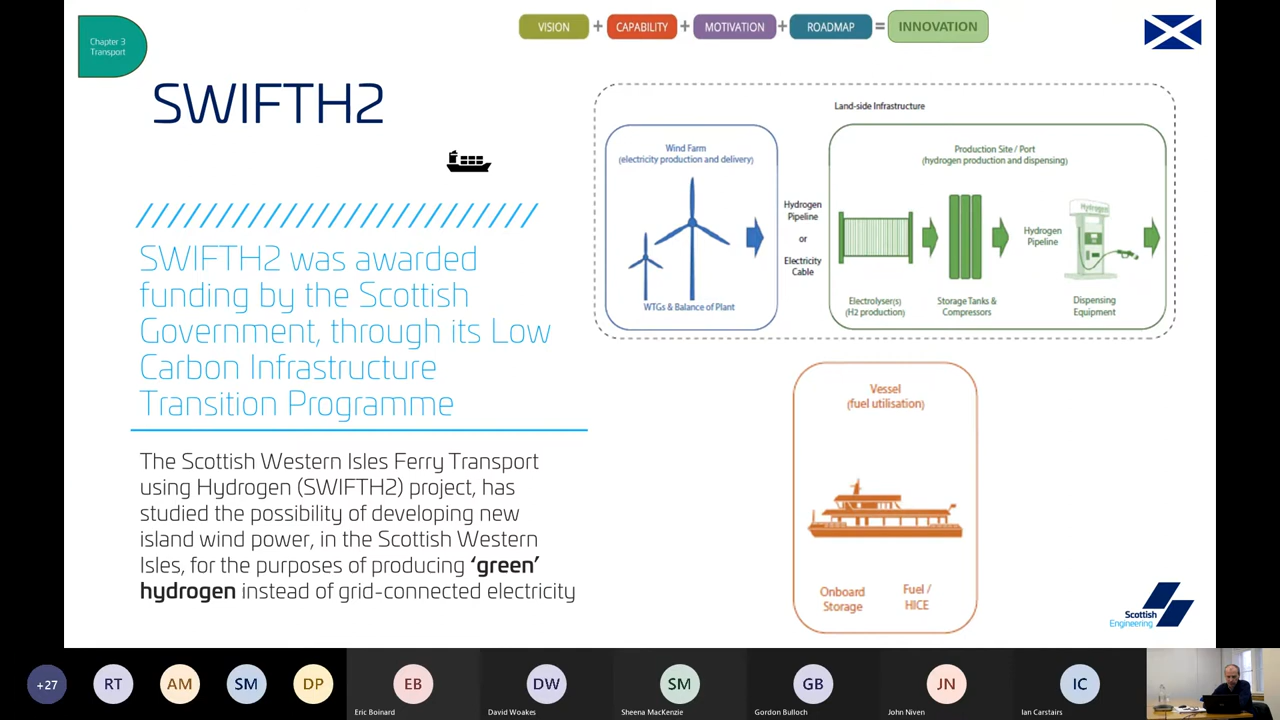 Chapter 3
Transport
VISION + CAPABILITY + MOTIVATION + ROADMAP = INNOVATION
SWIFTH2
SWIFTH2 was awarded
funding by the Scottish
Government, through its Low
Carbon Infrastructure
Transition Programme
The Scottish Western Isles Ferry Transport
using Hydrogen (SWIFTH2) project, has
studied the possibility of developing new
island wind power, in the Scottish Western
Isles, for the purposes of producing ‘green’
hydrogen instead of grid-connected electricity
Land-side Infrastructure
Wind Farm
(electricity production and delivery)
WTGs & Balance of Plant
Hydrogen
Pipeline
or
Electricity
Cable
Production Site / Port
(hydrogen production and dispensing)
Electrolyser(s)
(H2 production)
Storage Tanks &
Compressors
Hydrogen
Pipeline
Hydrogen
Dispensing
Equipment
Vessel
(fuel utilisation)
Onboard
Storage
Fuel /
HICE
Scottish
Engineering
+27
RT
AM
SM
DP
EB
Eric Boinard
DW
David Woakes
SM
Sheena MacKenzie
GB
Gordon Bulloch
JN
John Niven
IC
Ian Carstairs